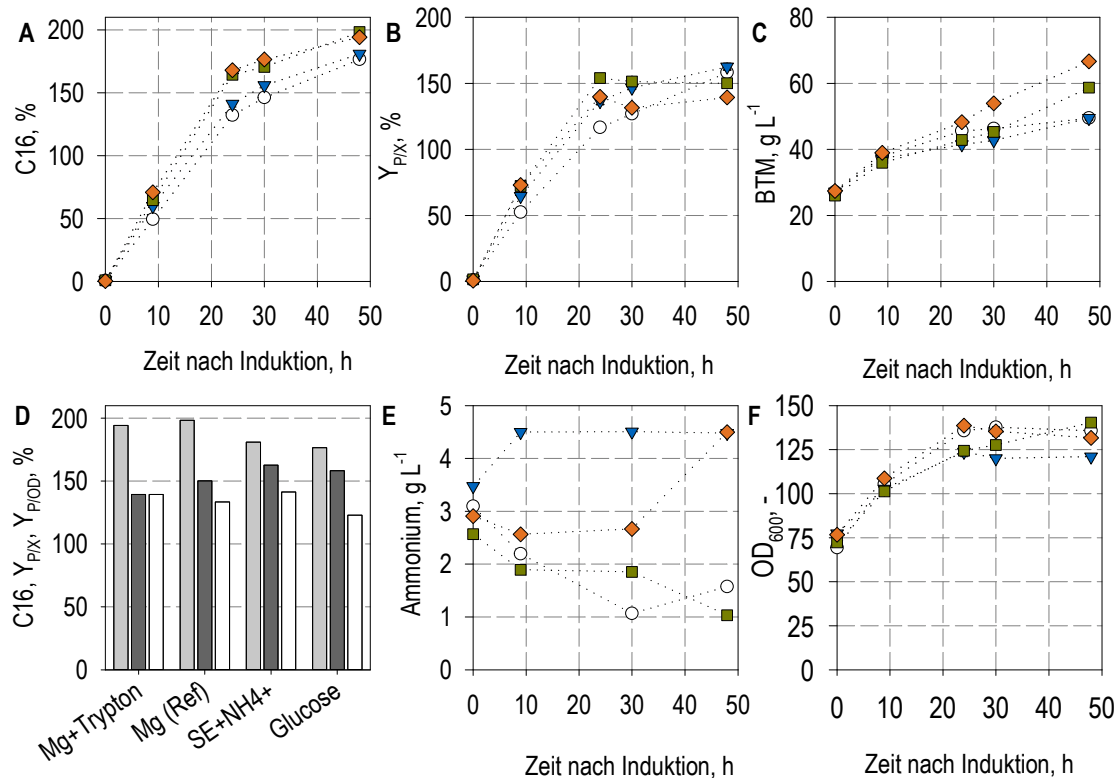 A
C16, %
200
150
100
50
0
0 10 20 30 40 50
Zeit nach Induktion, h
B
Y_P/X, %
200
150
100
50
0
0 10 20 30 40 50
Zeit nach Induktion, h
C
BTM, g L⁻¹
80
60
40
20
0
0 10 20 30 40 50
Zeit nach Induktion, h
D
C16, Y_P/X, Y_P/OD, %
200
150
100
50
0
Mg+Trypton
Mg (Ref)
SE+NH4+
Glucose
E
Ammonium, g L⁻¹
5
4
3
2
1
0
0 10 20 30 40 50
Zeit nach Induktion, h
F
OD₆₀₀, -
150
125
100
75
50
25
0
0 10 20 30 40 50
Zeit nach Induktion, h